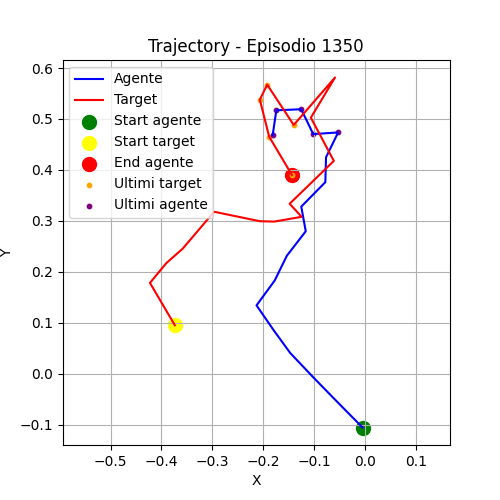 Trajectory - Episodio 1350
Agente
Target
Start agente
Start target
End agente
Ultimi target
Ultimi agente
0.6
0.5
0.4
0.3
0.2
0.1
0.0
−0.1
Y
−0.5
−0.4
−0.3
−0.2
−0.1
0.0
0.1
X